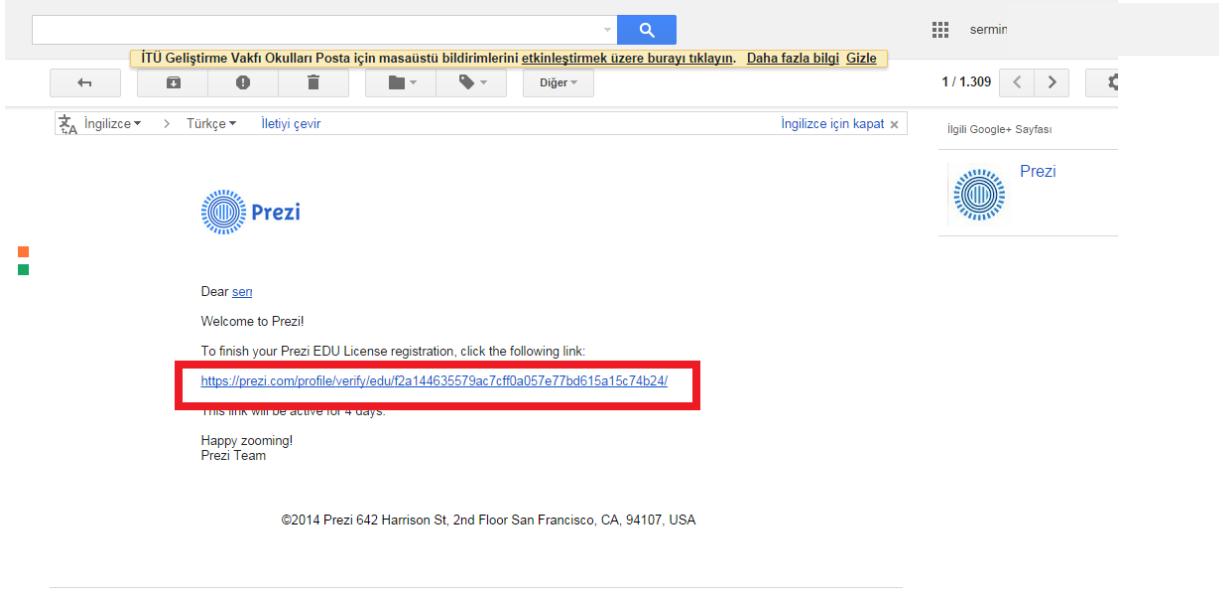 sermin
İTÜ Geliştirme Vakfı Okulları Posta için masaüstü bildirimlerini etkinleştirmek üzere burayı tıklayın. Daha fazla bilgi Gizle
Diğer
1 / 1.309
İngilizce > Türkçe İletiyi çevir İngilizce için kapat x
İlgili Google+ Sayfası
Prezi
Prezi
Dear ser
Welcome to Prezi!
To finish your Prezi EDU License registration, click the following link:
https://prezi.com/profile/verify/edu/f2a144635579ac7cff0a057e77bd615a15c74b24/
This link will be active for 4 days.
Happy zooming!
Prezi Team
©2014 Prezi 642 Harrison St, 2nd Floor San Francisco, CA, 94107, USA